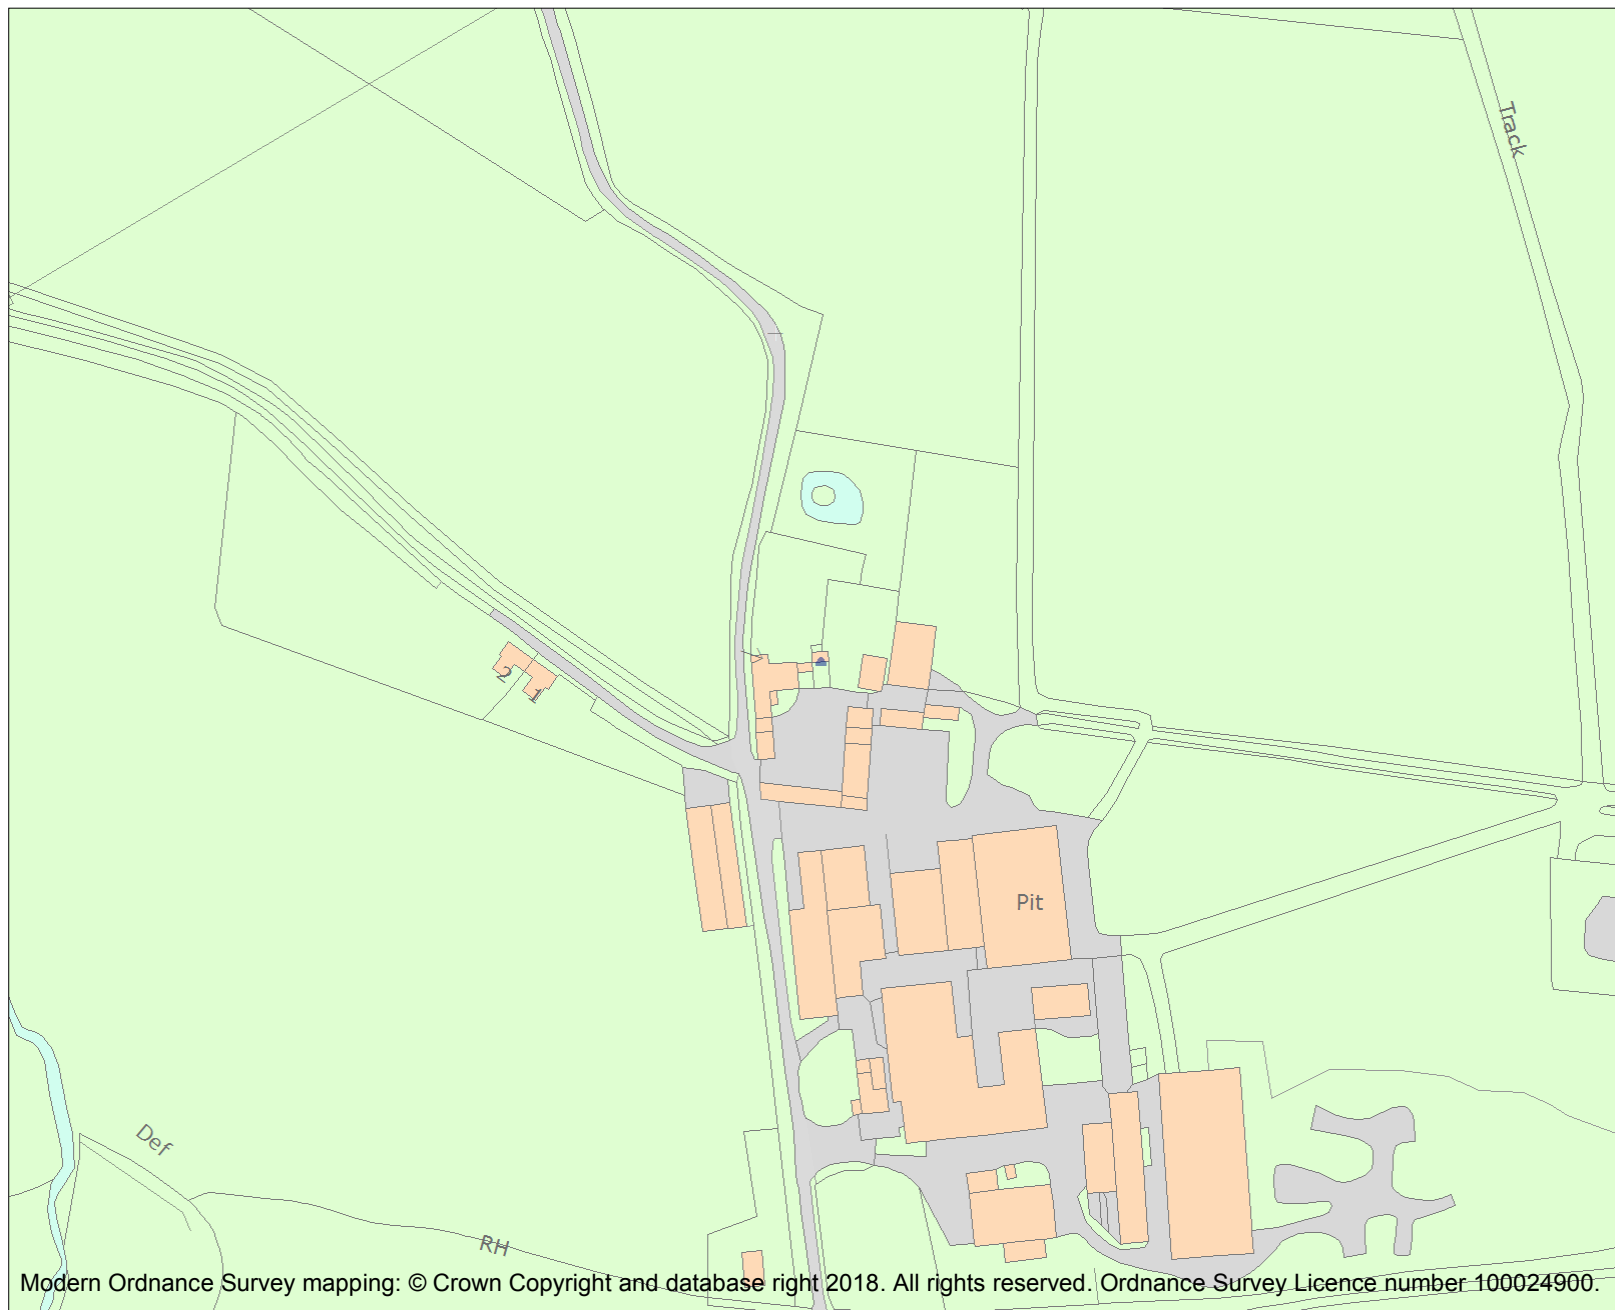 Track
2
1
Pit
Def
RH
Modern Ordnance Survey mapping: © Crown Copyright and database right 2018. All rights reserved. Ordnance Survey Licence number 100024900.